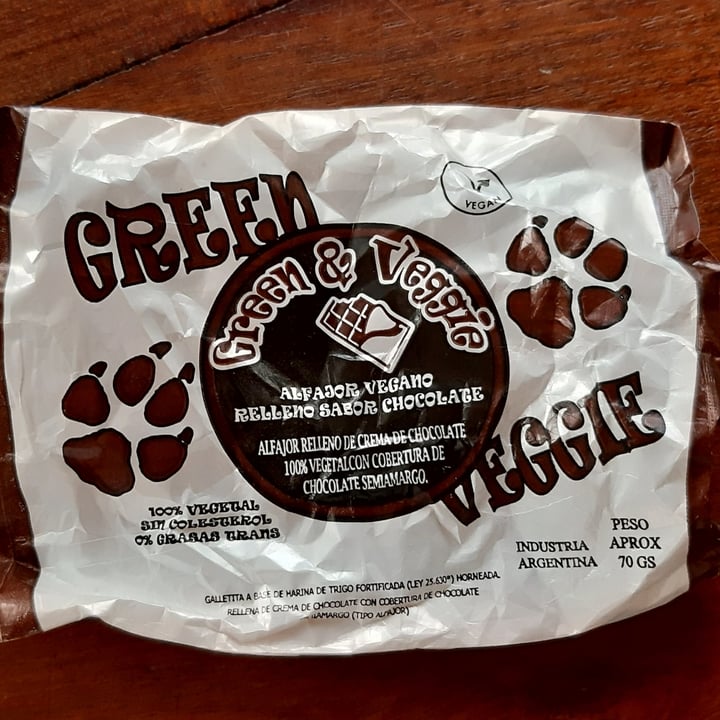 GREEN
VEGAN
Green & Veggie
ALFAJOR VEGANO
RELLENO SABOR CHOCOLATE
ALFAJOR RELLENO DE CREMA DE CHOCOLATE
100% VEGETAL CON COBERTURA DE
CHOCOLATE SEMIAMARGO.
VEGGIE
100% VEGETAL
SIN COLESTEROL
0% GRASAS TRANS
INDUSTRIA
ARGENTINA
PESO
APROX
70 GS
GALLETITA A BASE DE HARINA DE TRIGO FORTIFICADA (LEY 25.630°) HORNEADA.
RELLENA DE CREMA DE CHOCOLATE CON COBERTURA DE CHOCOLATE
(TIPO ALFAJOR)